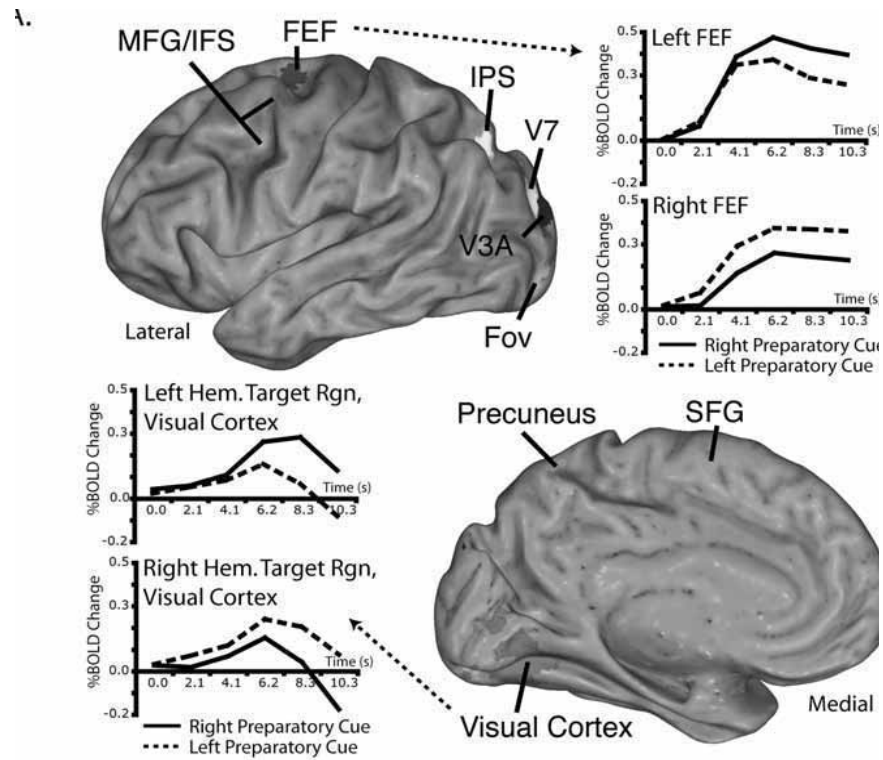 A.
FEF
MFG/IFS
IPS
V7
V3A
Fov
Lateral
Left FEF
%BOLD Change
0.5
0.3
0.0
-0.2
Time (s)
0.0 2.1 4.1 6.2 8.3 10.3
Right FEF
%BOLD Change
0.5
0.3
0.0
-0.2
Time (s)
0.0 2.1 4.1 6.2 8.3 10.3
Right Preparatory Cue
Left Preparatory Cue
Left Hem. Target Rgn,
Visual Cortex
%BOLD Change
0.5
0.3
0.0
-0.2
Time (s)
0.0 2.1 4.1 6.2 8.3 10.3
Right Hem. Target Rgn,
Visual Cortex
%BOLD Change
0.5
0.3
0.0
-0.2
Time (s)
0.0 2.1 4.1 6.2 8.3 10.3
Right Preparatory Cue
Left Preparatory Cue
Precuneus
SFG
Visual Cortex
Medial